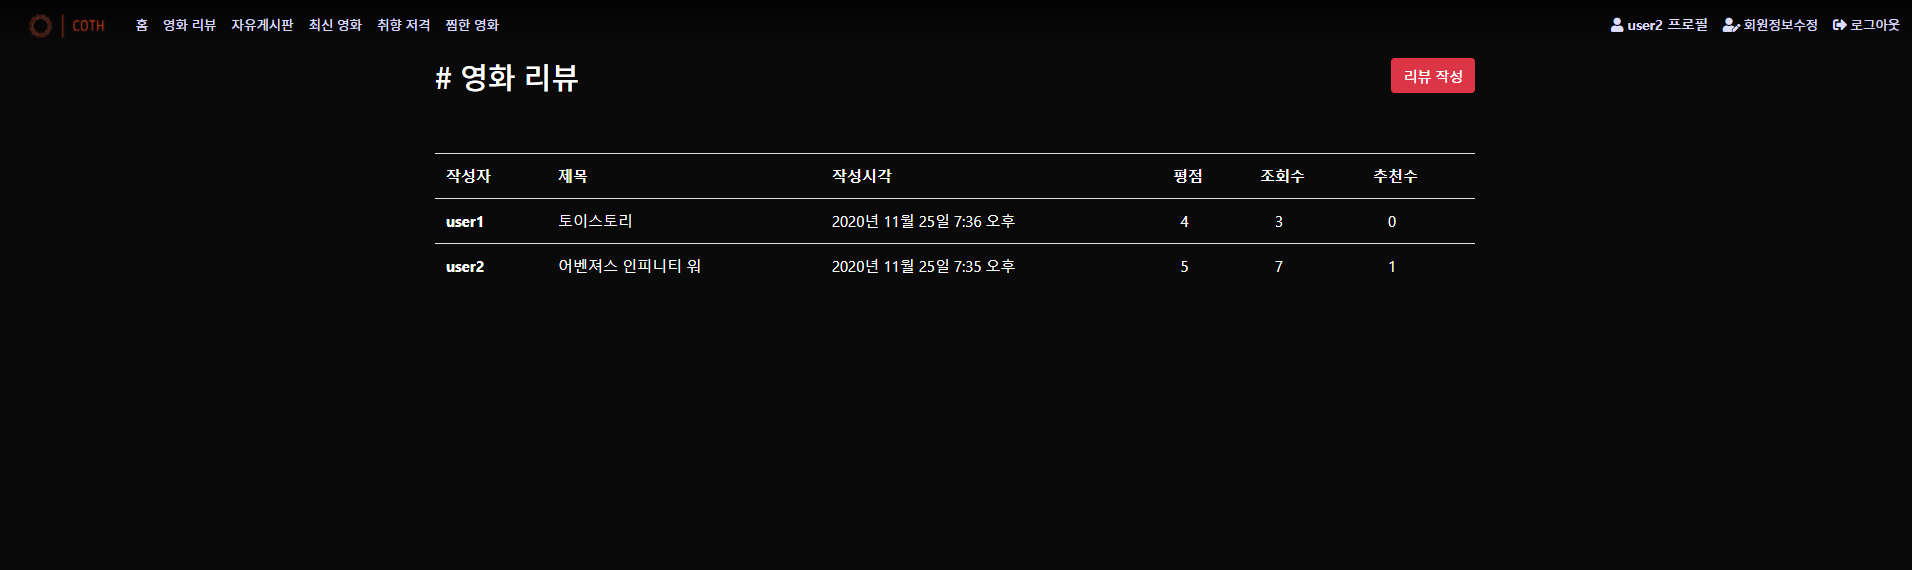 COTH 홈 영화 리뷰 자유게시판 최신 영화 취향 저격 찜한 영화 user2 프로필 회원정보수정 로그아웃
# 영화 리뷰 리뷰 작성
작성자 제목 작성시각 평점 조회수 추천수
user1 토이스토리 2020년 11월 25일 7:36 오후 4 3 0
user2 어벤져스 인피니티 워 2020년 11월 25일 7:35 오후 5 7 1